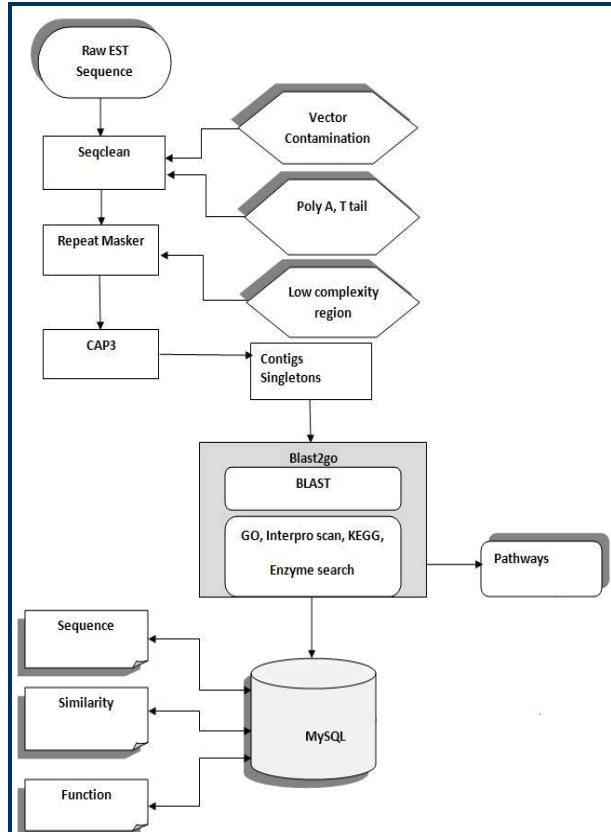 Raw EST
Sequence
Vector
Contamination
Seqclean
Poly A, T tail
Repeat Masker
Low complexity
region
CAP3
Contigs
Singletons
Blast2go
BLAST
GO, Interpro scan, KEGG,
Enzyme search
Pathways
Sequence
Similarity
MySQL
Function